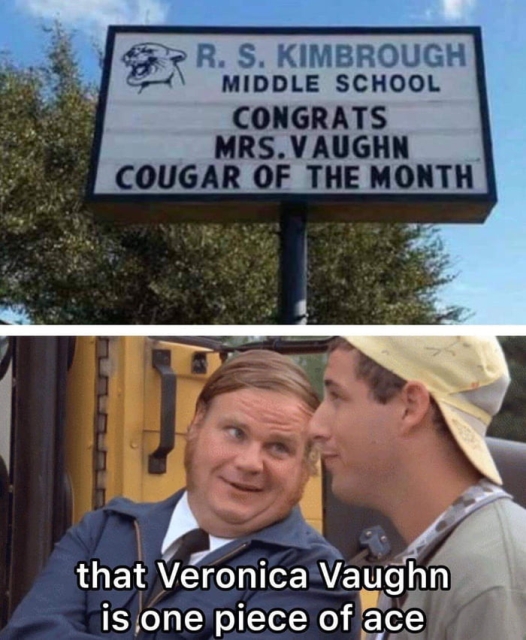 R. S. KIMBROUGH
MIDDLE SCHOOL
CONGRATS
MRS. VAUGHN
COUGAR OF THE MONTH
that Veronica Vaughn
is one piece of ace